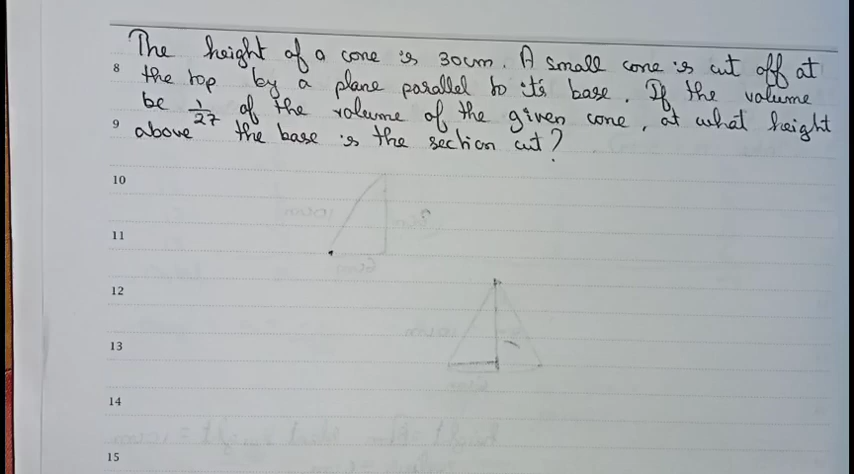 The height of a cone is 30cm. A small cone is cut off at
8 the top by a plane parallel to it's base. If the volume
be 1/27 of the volume of the given cone, at what height
9 above the base is the section cut?
10
11
12
13
14
15